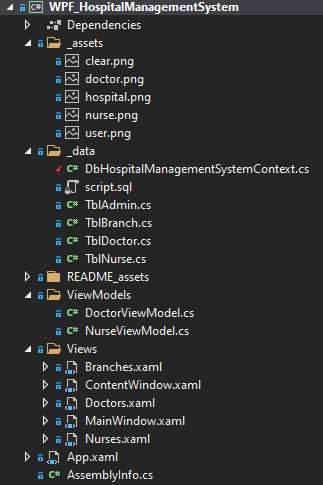 C# WPF_HospitalManagementSystem
Dependencies
_assets
clear.png
doctor.png
hospital.png
nurse.png
user.png
_data
C# DbHospitalManagementSystemContext.cs
script.sql
C# TblAdmin.cs
C# TblBranch.cs
C# TblDoctor.cs
C# TblNurse.cs
README_assets
ViewModels
C# DoctorViewModel.cs
C# NurseViewModel.cs
Views
Branches.xaml
ContentWindow.xaml
Doctors.xaml
MainWindow.xaml
Nurses.xaml
App.xaml
C# AssemblyInfo.cs